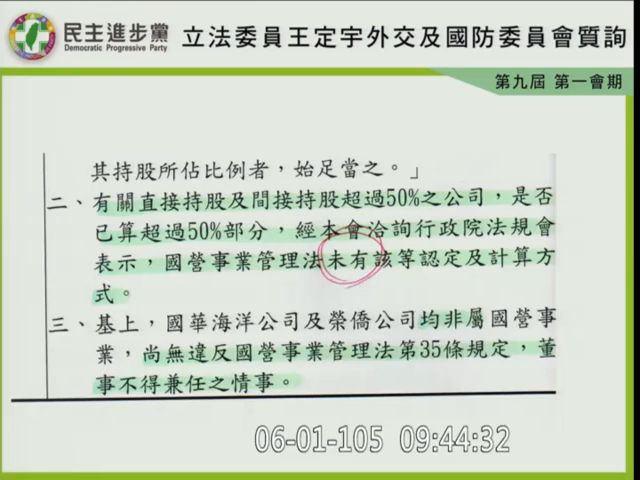 民主進步黨
Democratic Progressive Party
立法委員王定宇外交及國防委員會質詢
第九屆 第一會期
其持股所佔比例者，始足當之。」
二、有關直接持股及間接持股超過50%之公司，是否
已算超過50%部分，經本會洽詢行政院法規會
表示，國營事業管理法未有該等認定及計算方
式。
三、基上，國華海洋公司及榮僑公司均非屬國營事
業，尚無違反國營事業管理法第35條規定，董
事不得兼任之情事。
06-01-105 09:44:32